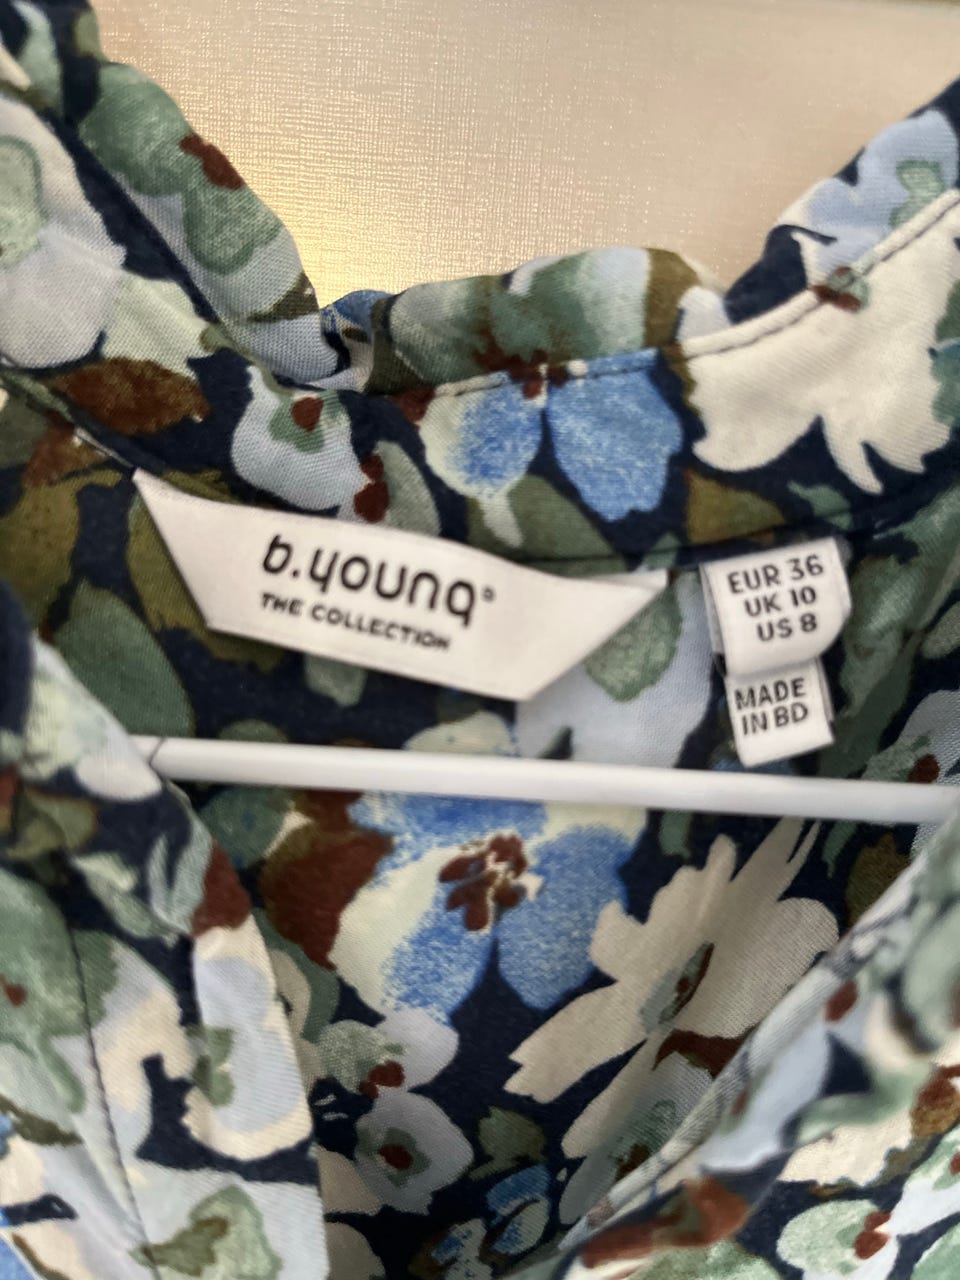 b.young®
THE COLLECTION
EUR 36
UK 10
US 8
MADE
IN BD